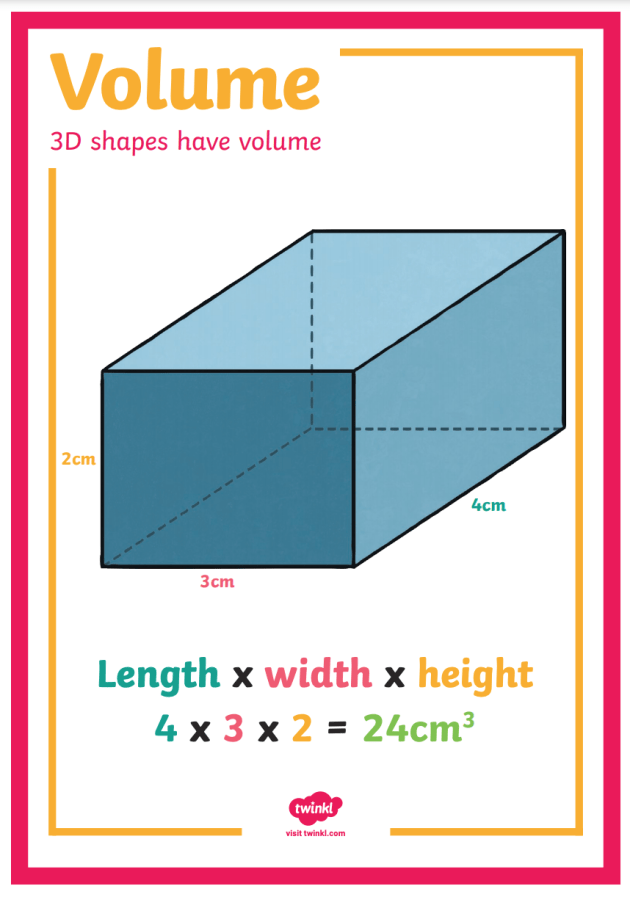 Volume
3D shapes have volume
2cm
4cm
3cm
Length x width x height
4 x 3 x 2 = 24cm³
twinkl
visit twinkl.com